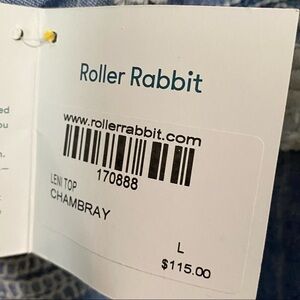 Roller Rabbit
www.rollerrabbit.com
170888
LENI TOP
CHAMBRAY
L
$115.00